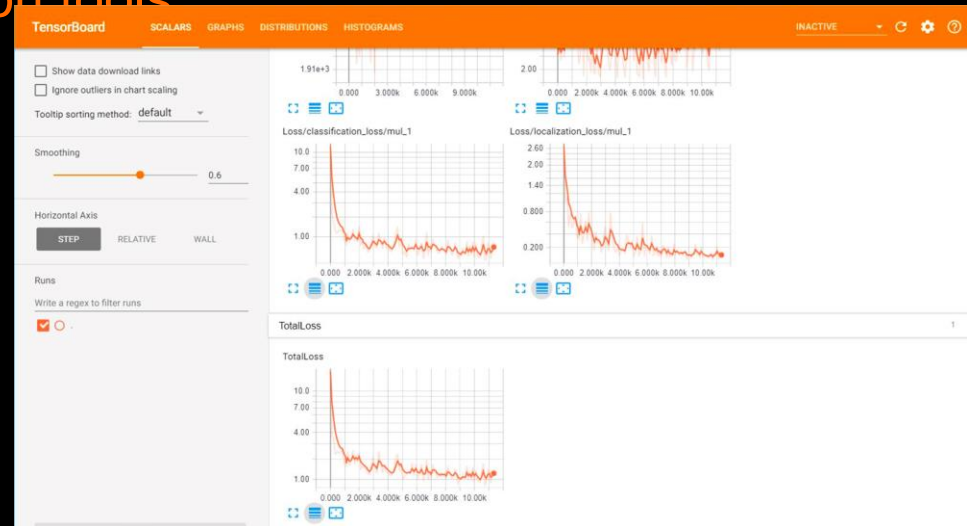 TensorBoard SCALARS GRAPHS DISTRIBUTIONS HISTOGRAMS INACTIVE
Show data download links
Ignore outliers in chart scaling
Tooltip sorting method: default
Smoothing
0.6
Horizontal Axis
STEP RELATIVE WALL
Runs
Write a regex to filter runs
.
1.91e+3
0.000 3.000k 6.000k 9.000k
2.00
0.000 2.000k 4.000k 6.000k 8.000k 10.00k
Loss/classification_loss/mul_1
10.0
7.00
4.00
1.00
0.000 2.000k 4.000k 6.000k 8.000k 10.00k
Loss/localization_loss/mul_1
2.60
2.00
1.40
0.800
0.200
0.000 2.000k 4.000k 6.000k 8.000k 10.00k
TotalLoss 1
TotalLoss
10.0
7.00
4.00
1.00
0.000 2.000k 4.000k 6.000k 8.000k 10.00k